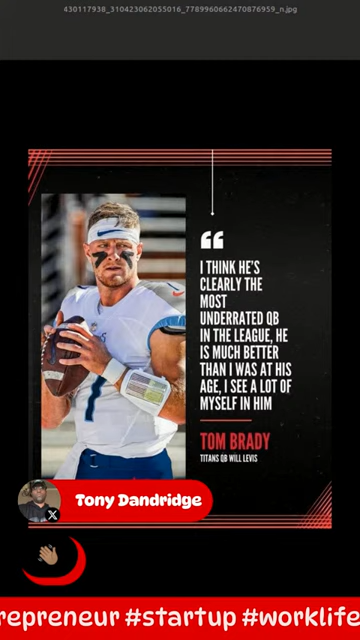 430117938_310423062055016_7789960662470876959_n.jpg
“
I THINK HE'S
CLEARLY THE
MOST
UNDERRATED QB
IN THE LEAGUE, HE
IS MUCH BETTER
THAN I WAS AT HIS
AGE, I SEE A LOT OF
MYSELF IN HIM
TOM BRADY
TITANS QB WILL LEVIS
Tony Dandridge
X
repreneur #startup #worklife